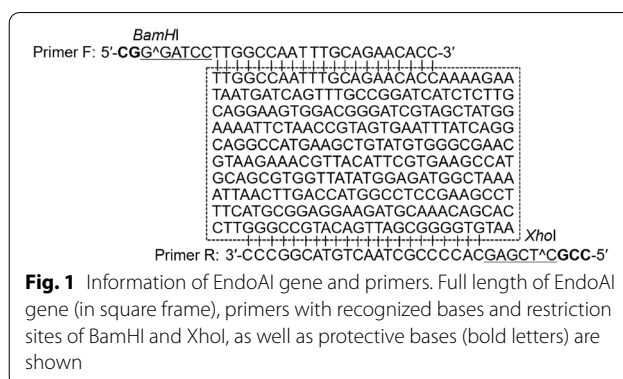 BamHI
Primer F: 5′-CGG^GATCCTTGGCCAATTTGCAGAACACC-3′
TTGGCCAATTTGCAGAACACCAAAAGAA
TAATGATCAGTTTGCCGGATCATCTCTTG
CAGGAAGTGGACGGGATCGTAGCTATGG
AAAATTCTAACCGTAGTGAATTTATCAGG
CAGGCCATGAAGCTGTATGTGGGCGAAC
GTAAGAAACGTTACATTCGTGAAGCCAT
GCAGCGTGGTTATATGGAGATGGCTAAA
ATTAACTTGACCATGGCCTCCGAAGCCT
TTCATGCGGAGGAAGATGCAAACAGCAC
CTTGGGCCGTACAGTTAGCGGGGTGTAA
XhoI
Primer R: 3′-CCCGGCATGTCAATCGCCCCACGAGCT^CGCC-5′
Fig. 1 Information of EndoAI gene and primers. Full length of EndoAI
gene (in square frame), primers with recognized bases and restriction
sites of BamHI and XhoI, as well as protective bases (bold letters) are
shown